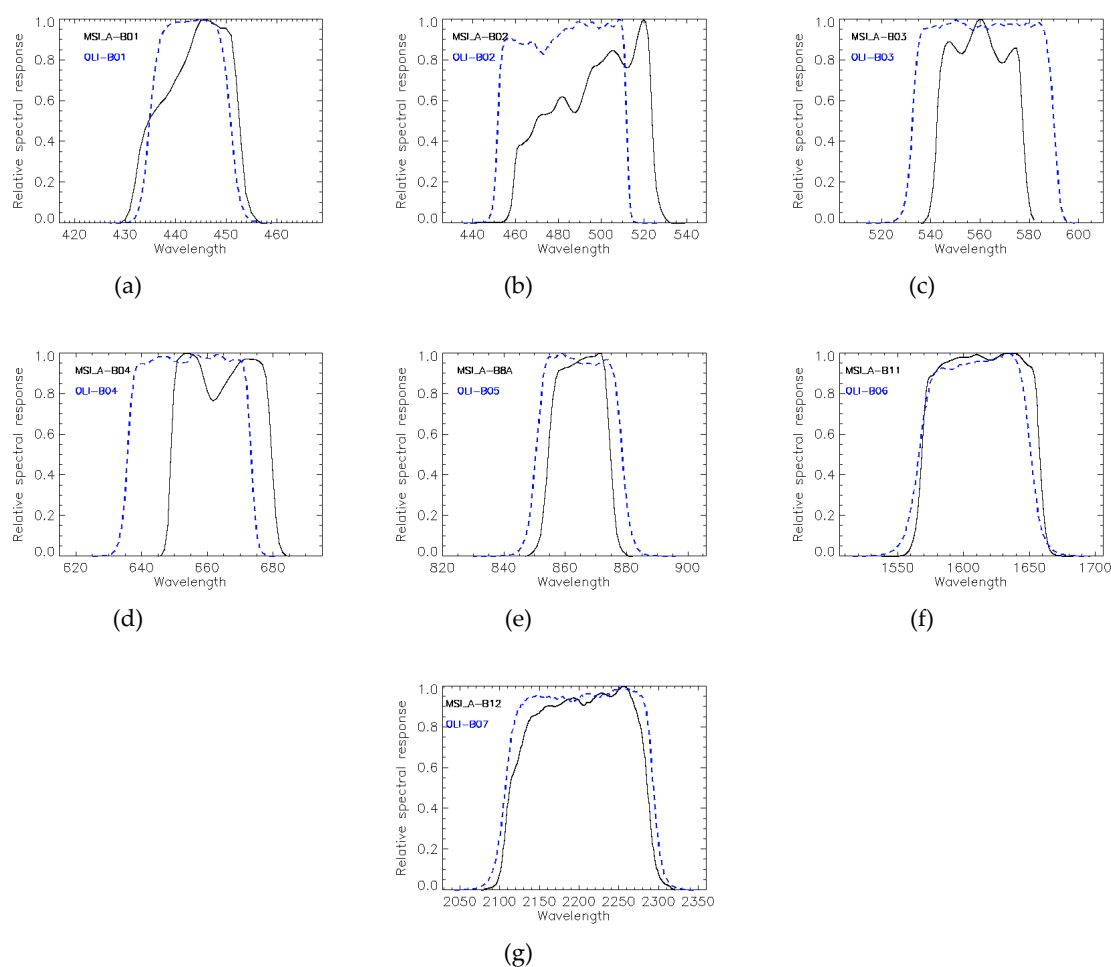 1.0
0.8
0.6
0.4
0.2
0.0
Relative spectral response
MSI_A-B01
OLI-B01
420 430 440 450 460
Wavelength
(a)
1.0
0.8
0.6
0.4
0.2
0.0
Relative spectral response
MSI_A-B02
OLI-B02
440 460 480 500 520 540
Wavelength
(b)
1.0
0.8
0.6
0.4
0.2
0.0
Relative spectral response
MSI_A-B03
OLI-B03
520 540 560 580 600
Wavelength
(c)
1.0
0.8
0.6
0.4
0.2
0.0
Relative spectral response
MSI_A-B04
OLI-B04
620 640 660 680
Wavelength
(d)
1.0
0.8
0.6
0.4
0.2
0.0
Relative spectral response
MSI_A-B8A
OLI-B05
820 840 860 880 900
Wavelength
(e)
1.0
0.8
0.6
0.4
0.2
0.0
Relative spectral response
MSI_A-B11
OLI-B06
1550 1600 1650 1700
Wavelength
(f)
1.0
0.8
0.6
0.4
0.2
0.0
Relative spectral response
MSI_A-B12
OLI-B07
2050 2100 2150 2200 2250 2300 2350
Wavelength
(g)